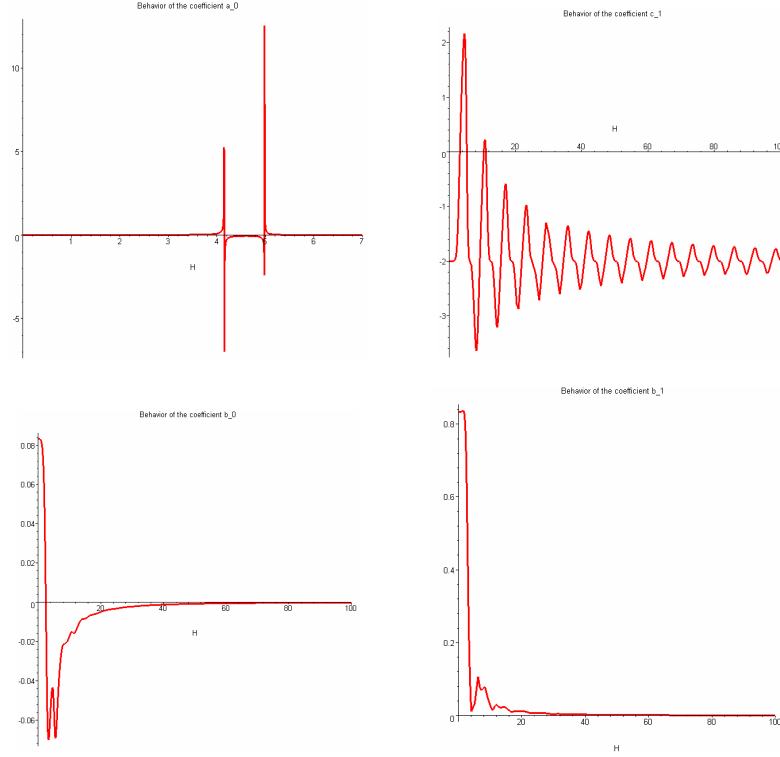 Behavior of the coefficient a_0
10
5
0
-5
1 2 3 4 5 6 7
H
Behavior of the coefficient c_1
2
1
0
-1
-2
-3
H
20 40 60 80 100
Behavior of the coefficient b_0
0.08
0.06
0.04
0.02
0
-0.02
-0.04
-0.06
20 40 60 80 100
H
Behavior of the coefficient b_1
0.8
0.6
0.4
0.2
0
20 40 60 80 100
H